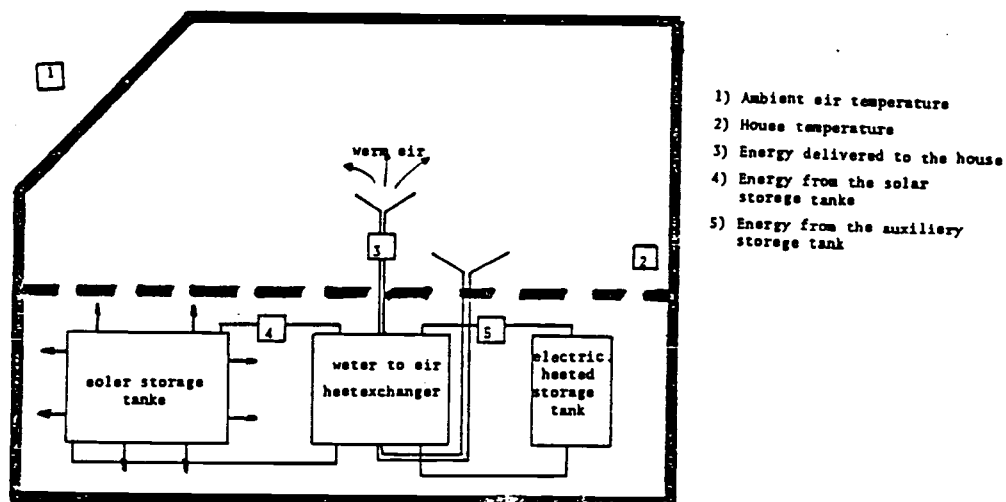 1
1) Ambient air temperature
2) House temperature
3) Energy delivered to the house
4) Energy from the solar
storage tanks
5) Energy from the auxiliary
storage tank
warm air
3
2
4
5
solar storage
tanks
water to air
heatexchanger
electric.
heated
storage
tank